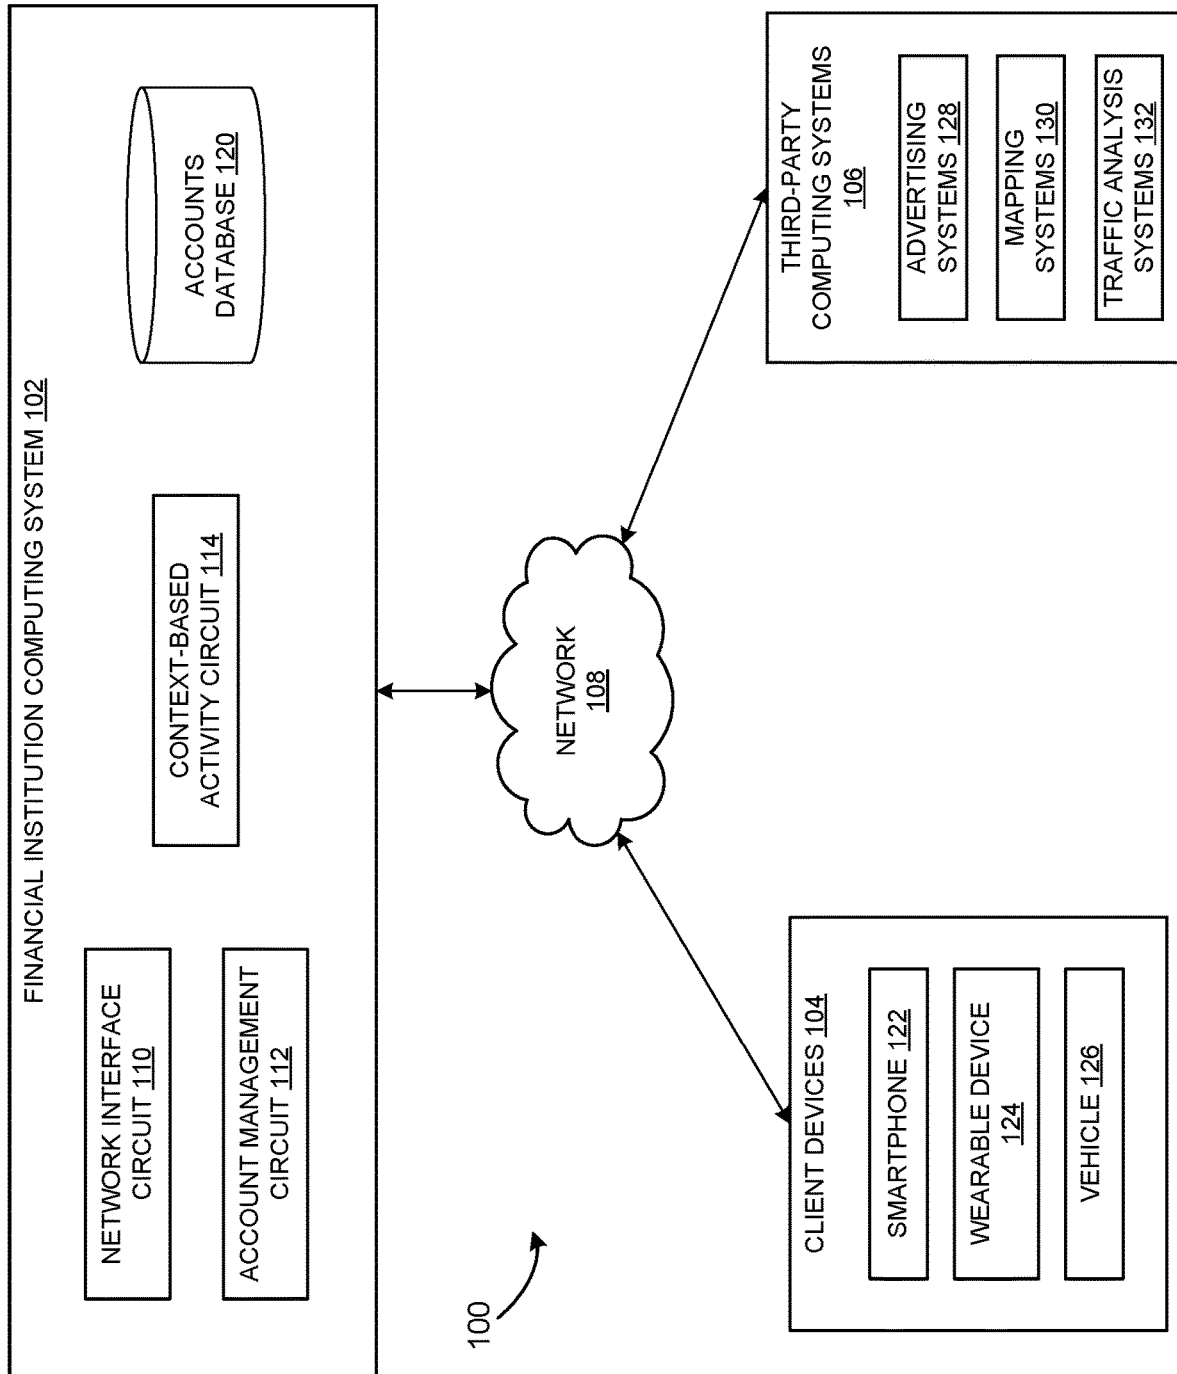 FINANCIAL INSTITUTION COMPUTING SYSTEM 102
NETWORK INTERFACE
CIRCUIT 110
ACCOUNT MANAGEMENT
CIRCUIT 112
CONTEXT-BASED
ACTIVITY CIRCUIT 114
ACCOUNTS
DATABASE 120
NETWORK
108
100
CLIENT DEVICES 104
SMARTPHONE 122
WEARABLE DEVICE
124
VEHICLE 126
THIRD-PARTY
COMPUTING SYSTEMS
106
ADVERTISING
SYSTEMS 128
MAPPING
SYSTEMS 130
TRAFFIC ANALYSIS
SYSTEMS 132